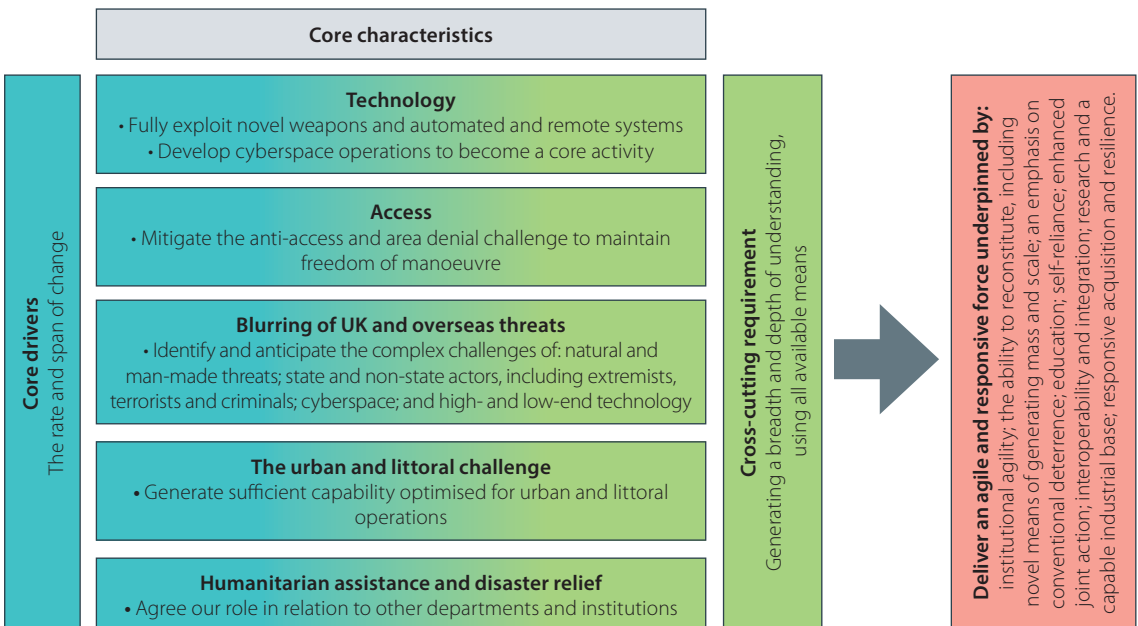 Core characteristics
Core drivers
The rate and span of change
Technology
• Fully exploit novel weapons and automated and remote systems
• Develop cyberspace operations to become a core activity
Access
• Mitigate the anti-access and area denial challenge to maintain
freedom of manoeuvre
Blurring of UK and overseas threats
• Identify and anticipate the complex challenges of: natural and
man-made threats; state and non-state actors, including extremists,
terrorists and criminals; cyberspace; and high- and low-end technology
The urban and littoral challenge
• Generate sufficient capability optimised for urban and littoral
operations
Humanitarian assistance and disaster relief
• Agree our role in relation to other departments and institutions
Cross-cutting requirement
Generating a breadth and depth of understanding,
using all available means
Deliver an agile and responsive force underpinned by:
institutional agility; the ability to reconstitute, including
novel means of generating mass and scale; an emphasis on
conventional deterrence; education; self-reliance; enhanced
joint action; interoperability and integration; research and a
capable industrial base; responsive acquisition and resilience.